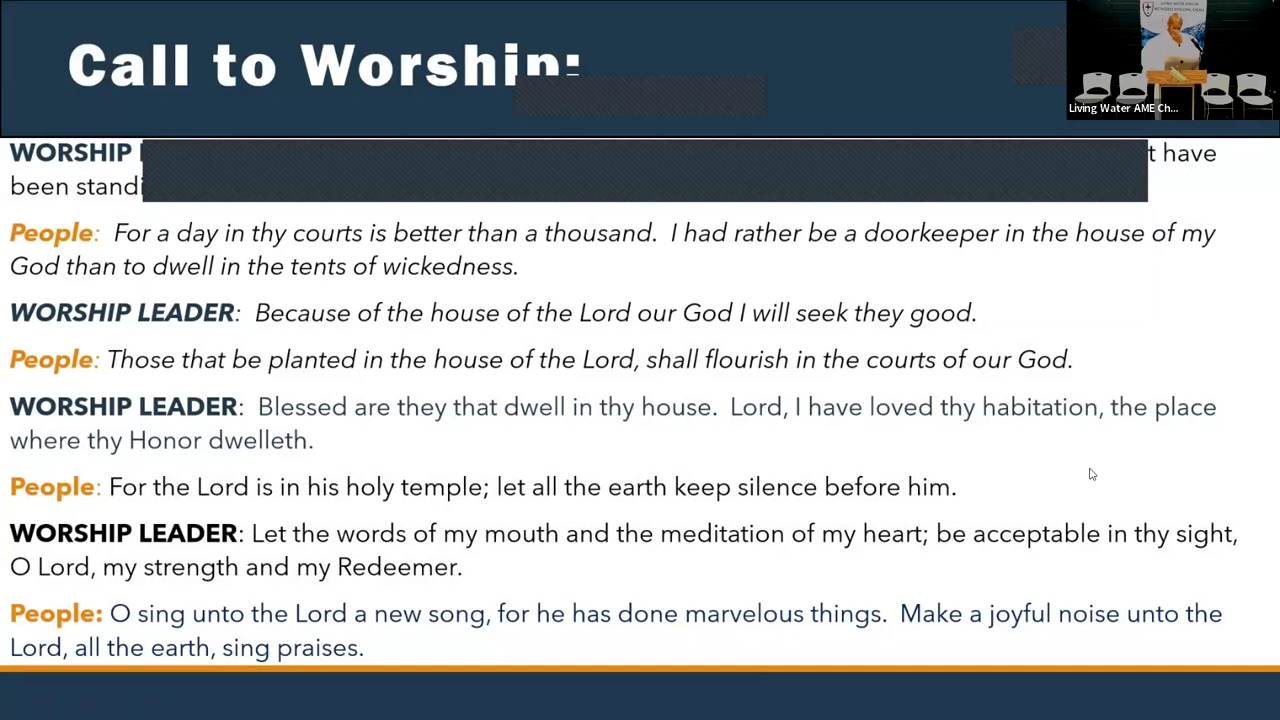 Call to Worship:
LIVING WATER AFRICAN
METHODIST EPISCOPAL CHURCH
Living Water AME Ch...
WORSHIP t have
been standi
People: For a day in thy courts is better than a thousand. I had rather be a doorkeeper in the house of my
God than to dwell in the tents of wickedness.
WORSHIP LEADER: Because of the house of the Lord our God I will seek they good.
People: Those that be planted in the house of the Lord, shall flourish in the courts of our God.
WORSHIP LEADER: Blessed are they that dwell in thy house. Lord, I have loved thy habitation, the place
where thy Honor dwelleth.
People: For the Lord is in his holy temple; let all the earth keep silence before him.
WORSHIP LEADER: Let the words of my mouth and the meditation of my heart; be acceptable in thy sight,
O Lord, my strength and my Redeemer.
People: O sing unto the Lord a new song, for he has done marvelous things. Make a joyful noise unto the
Lord, all the earth, sing praises.